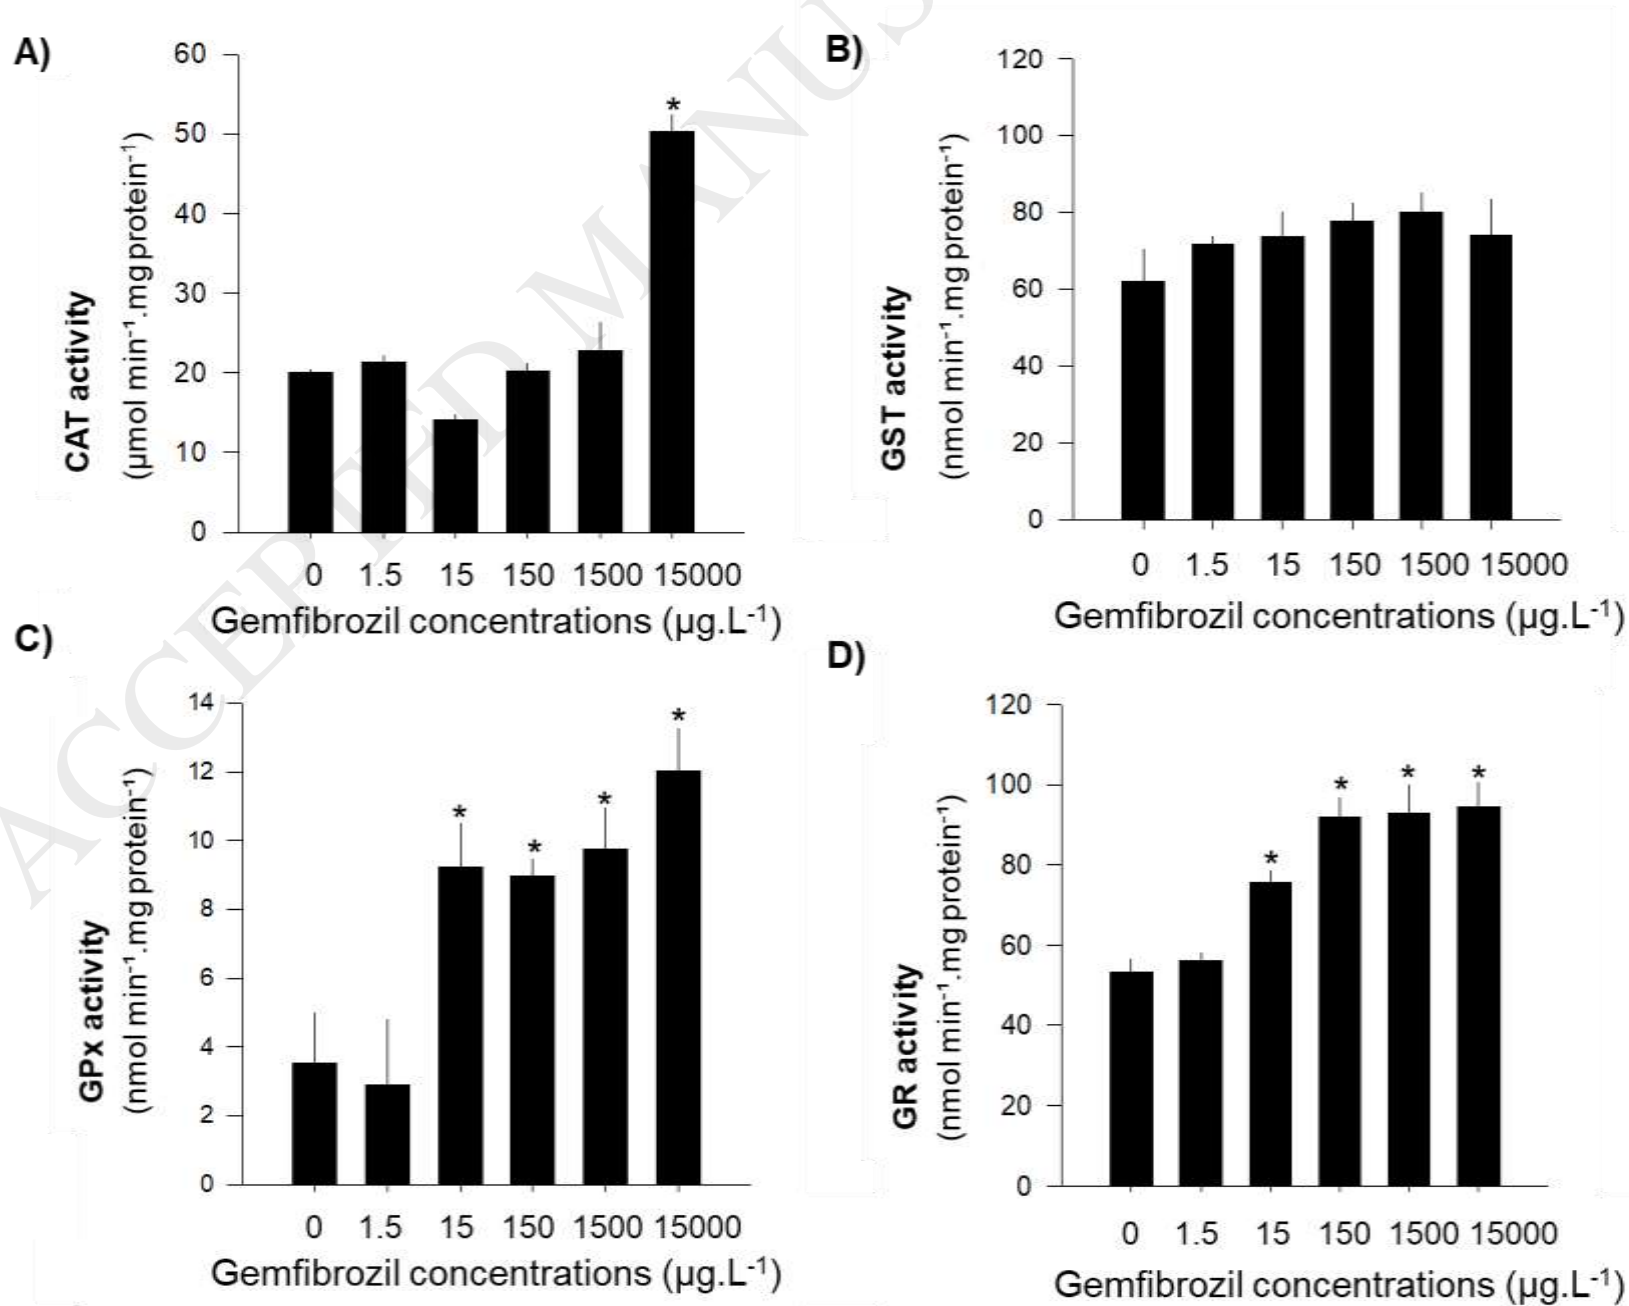 A)
60
50
40
30
20
10
0
CAT activity
(µmol min⁻¹.mg protein⁻¹)
*
0 1.5 15 150 1500 15000
Gemfibrozil concentrations (µg.L⁻¹)
B)
120
100
80
60
40
20
0
GST activity
(nmol min⁻¹.mg protein⁻¹)
0 1.5 15 150 1500 15000
Gemfibrozil concentrations (µg.L⁻¹)
C)
14
12
10
8
6
4
2
0
GPx activity
(nmol min⁻¹.mg protein⁻¹)
* * * *
0 1.5 15 150 1500 15000
Gemfibrozil concentrations (µg.L⁻¹)
D)
120
100
80
60
40
20
0
GR activity
(nmol min⁻¹.mg protein⁻¹)
* * * *
0 1.5 15 150 1500 15000
Gemfibrozil concentrations (µg.L⁻¹)
ACCEPTED MANUS